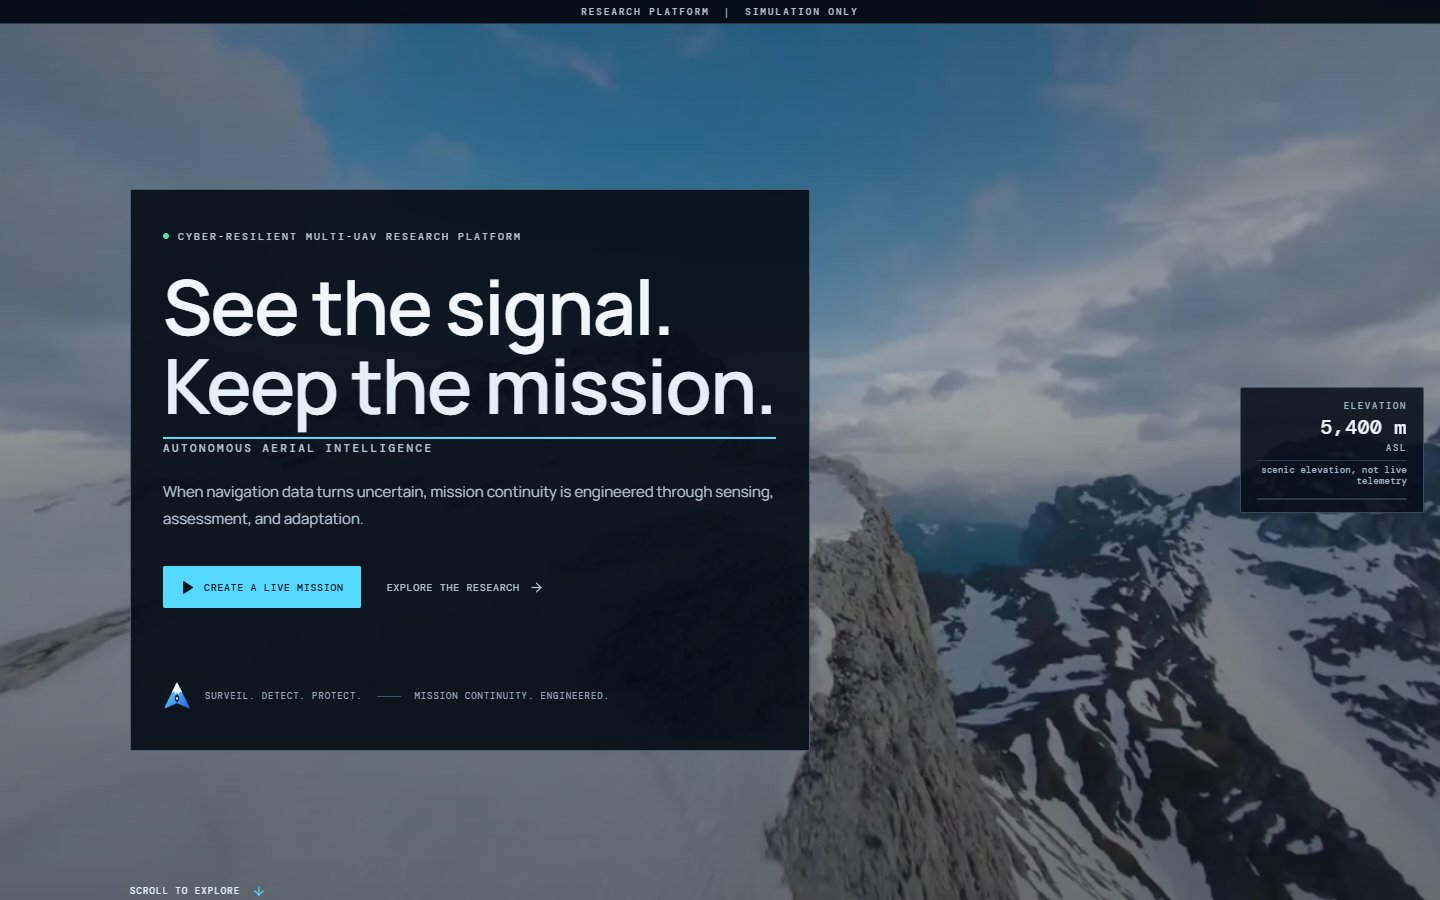 RESEARCH PLATFORM | SIMULATION ONLY
CYBER-RESILIENT MULTI-UAV RESEARCH PLATFORM
See the signal.
Keep the mission.
AUTONOMOUS AERIAL INTELLIGENCE
When navigation data turns uncertain, mission continuity is engineered through sensing,
assessment, and adaptation.
CREATE A LIVE MISSION
EXPLORE THE RESEARCH →
SURVEIL. DETECT. PROTECT. — MISSION CONTINUITY. ENGINEERED.
ELEVATION
5,400 m
ASL
scenic elevation, not live
telemetry
SCROLL TO EXPLORE ↓